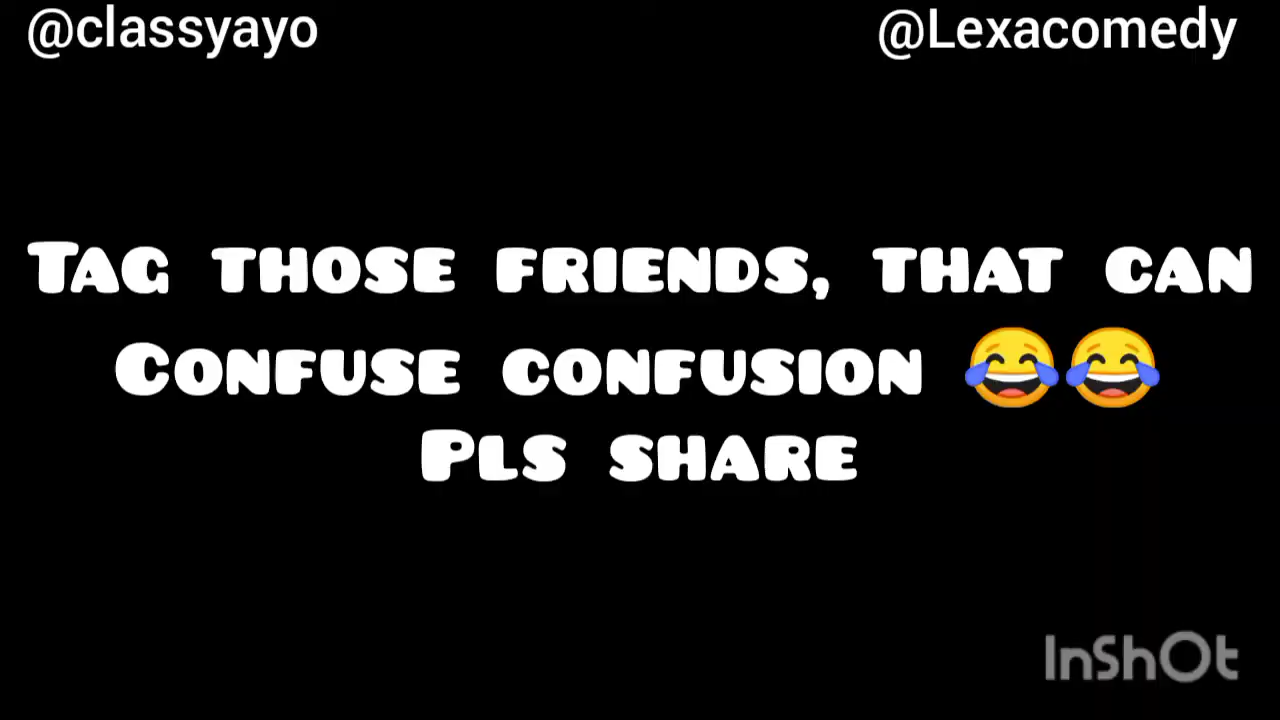 @classyayo @Lexacomedy
TAG THOSE FRIENDS, THAT CAN
CONFUSE CONFUSION 😂😂
PLS SHARE
InShOt